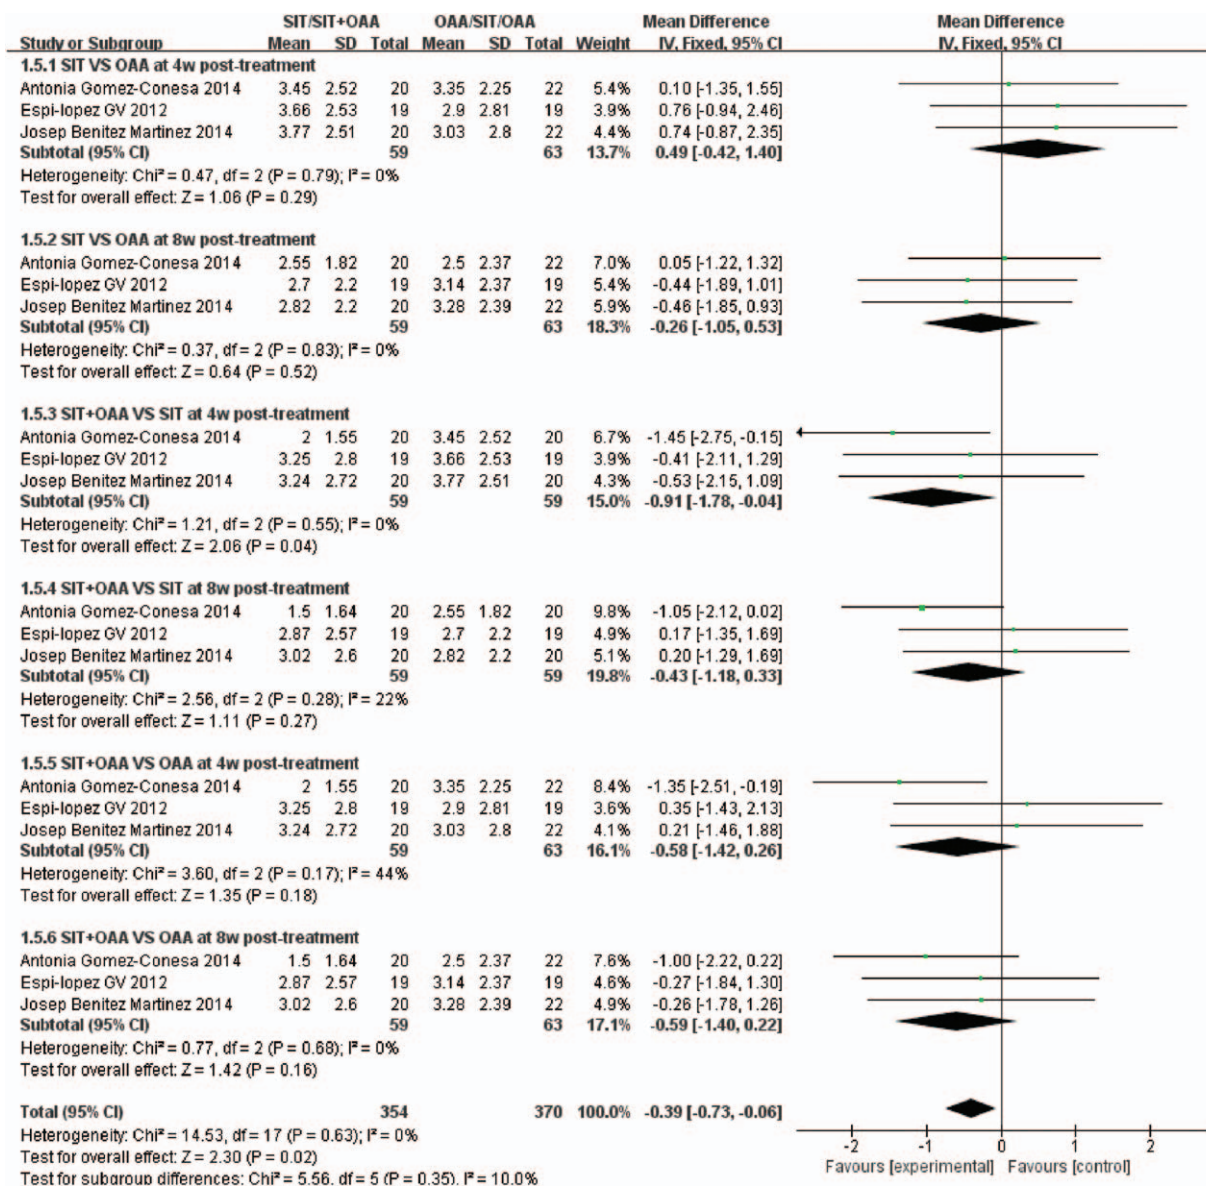 SIT/SIT+OAA OAA/SIT/OAA Mean Difference Mean Difference
Study or Subgroup Mean SD Total Mean SD Total Weight IV, Fixed, 95% CI IV, Fixed, 95% CI
1.5.1 SIT VS OAA at 4w post-treatment
Antonia Gomez-Conesa 2014 3.45 2.52 20 3.35 2.25 22 5.4% 0.10 [-1.35, 1.55]
Espi-lopez GV 2012 3.66 2.53 19 2.9 2.81 19 3.9% 0.76 [-0.94, 2.46]
Josep Benitez Martinez 2014 3.77 2.51 20 3.03 2.8 22 4.4% 0.74 [-0.87, 2.35]
Subtotal (95% CI) 59 63 13.7% 0.49 [-0.42, 1.40]
Heterogeneity: Chi² = 0.47, df = 2 (P = 0.79); I² = 0%
Test for overall effect: Z = 1.06 (P = 0.29)
1.5.2 SIT VS OAA at 8w post-treatment
Antonia Gomez-Conesa 2014 2.55 1.82 20 2.5 2.37 22 7.0% 0.05 [-1.22, 1.32]
Espi-lopez GV 2012 2.7 2.2 19 3.14 2.37 19 5.4% -0.44 [-1.89, 1.01]
Josep Benitez Martinez 2014 2.82 2.2 20 3.28 2.39 22 5.9% -0.46 [-1.85, 0.93]
Subtotal (95% CI) 59 63 18.3% -0.26 [-1.05, 0.53]
Heterogeneity: Chi² = 0.37, df = 2 (P = 0.83); I² = 0%
Test for overall effect: Z = 0.64 (P = 0.52)
1.5.3 SIT+OAA VS SIT at 4w post-treatment
Antonia Gomez-Conesa 2014 2 1.55 20 3.45 2.52 20 6.7% -1.45 [-2.75, -0.15]
Espi-lopez GV 2012 3.25 2.8 19 3.66 2.53 19 3.9% -0.41 [-2.11, 1.29]
Josep Benitez Martinez 2014 3.24 2.72 20 3.77 2.51 20 4.3% -0.53 [-2.15, 1.09]
Subtotal (95% CI) 59 59 15.0% -0.91 [-1.78, -0.04]
Heterogeneity: Chi² = 1.21, df = 2 (P = 0.55); I² = 0%
Test for overall effect: Z = 2.06 (P = 0.04)
1.5.4 SIT+OAA VS SIT at 8w post-treatment
Antonia Gomez-Conesa 2014 1.5 1.64 20 2.55 1.82 20 9.8% -1.05 [-2.12, 0.02]
Espi-lopez GV 2012 2.87 2.57 19 2.7 2.2 19 4.9% 0.17 [-1.35, 1.69]
Josep Benitez Martinez 2014 3.02 2.6 20 2.82 2.2 20 5.1% 0.20 [-1.29, 1.69]
Subtotal (95% CI) 59 59 19.8% -0.43 [-1.18, 0.33]
Heterogeneity: Chi² = 2.56, df = 2 (P = 0.28); I² = 22%
Test for overall effect: Z = 1.11 (P = 0.27)
1.5.5 SIT+OAA VS OAA at 4w post-treatment
Antonia Gomez-Conesa 2014 2 1.55 20 3.35 2.25 22 8.4% -1.35 [-2.51, -0.19]
Espi-lopez GV 2012 3.25 2.8 19 2.9 2.81 19 3.6% 0.35 [-1.43, 2.13]
Josep Benitez Martinez 2014 3.24 2.72 20 3.03 2.8 22 4.1% 0.21 [-1.46, 1.88]
Subtotal (95% CI) 59 63 16.1% -0.58 [-1.42, 0.26]
Heterogeneity: Chi² = 3.60, df = 2 (P = 0.17); I² = 44%
Test for overall effect: Z = 1.35 (P = 0.18)
1.5.6 SIT+OAA VS OAA at 8w post-treatment
Antonia Gomez-Conesa 2014 1.5 1.64 20 2.5 2.37 22 7.6% -1.00 [-2.22, 0.22]
Espi-lopez GV 2012 2.87 2.57 19 3.14 2.37 19 4.6% -0.27 [-1.84, 1.30]
Josep Benitez Martinez 2014 3.02 2.6 20 3.28 2.39 22 4.9% -0.26 [-1.78, 1.26]
Subtotal (95% CI) 59 63 17.1% -0.59 [-1.40, 0.22]
Heterogeneity: Chi² = 0.77, df = 2 (P = 0.68); I² = 0%
Test for overall effect: Z = 1.42 (P = 0.16)
Total (95% CI) 354 370 100.0% -0.39 [-0.73, -0.06]
Heterogeneity: Chi² = 14.53, df = 17 (P = 0.63); I² = 0%
Test for overall effect: Z = 2.30 (P = 0.02)
Test for subgroup differences: Chi² = 5.56, df = 5 (P = 0.35), I² = 10.0%
-2 -1 0 1 2
Favours [experimental] Favours [control]